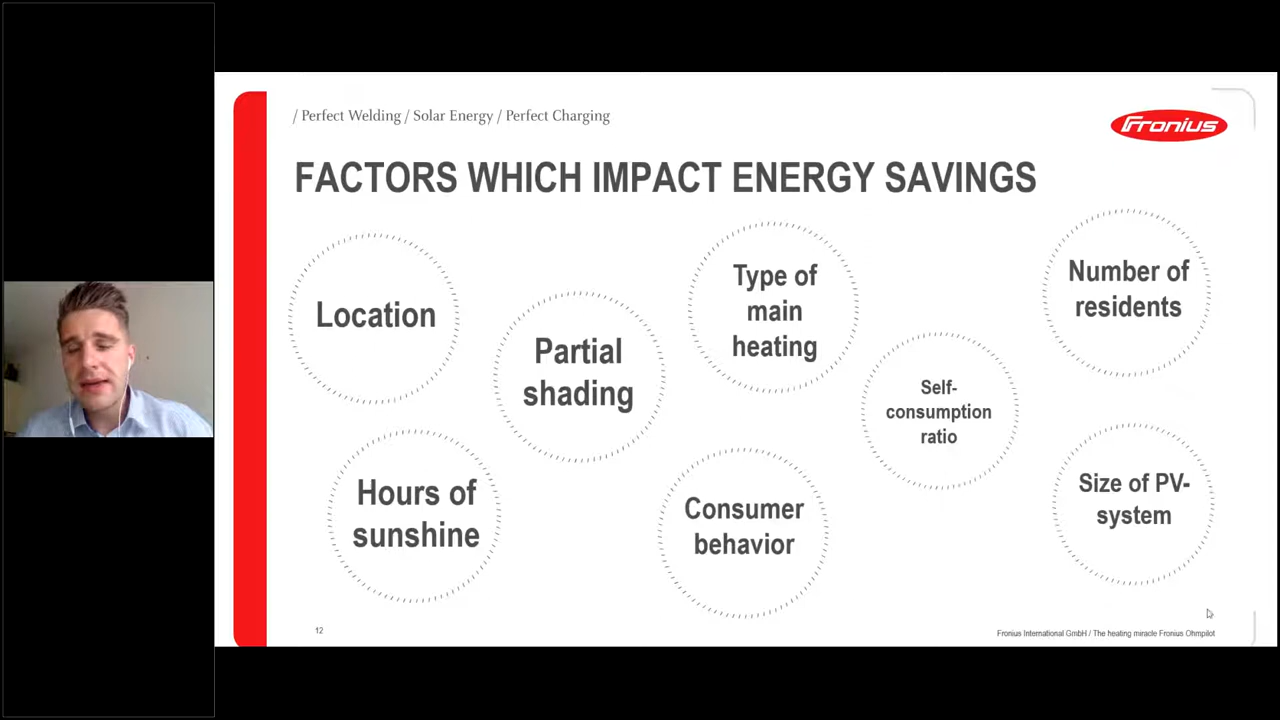 / Perfect Welding / Solar Energy / Perfect Charging
Fronius
FACTORS WHICH IMPACT ENERGY SAVINGS
Location
Partial
shading
Type of
main
heating
Number of
residents
Self-
consumption
ratio
Hours of
sunshine
Consumer
behavior
Size of PV-
system
12
Fronius International GmbH / The heating miracle Fronius Ohmpilot